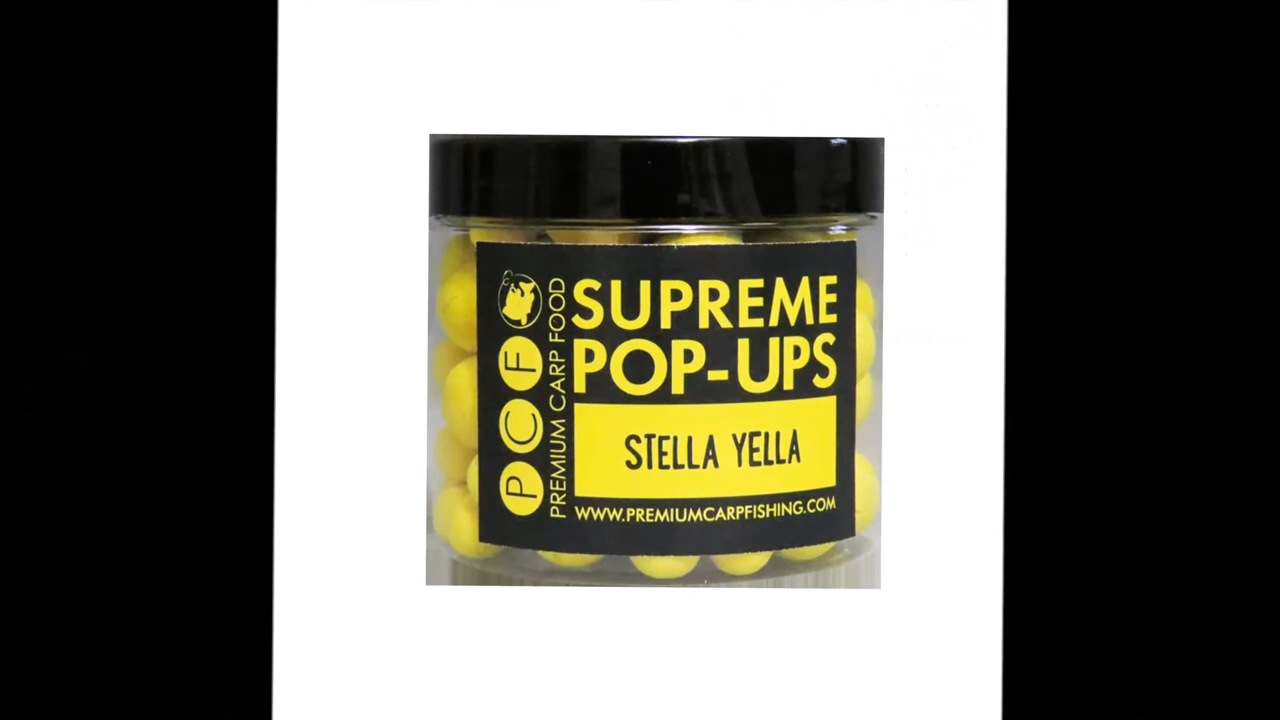 SUPREME
POP-UPS
STELLA YELLA
WWW.PREMIUMCARPFISHING.COM
PCF
PREMIUM CARP FOOD